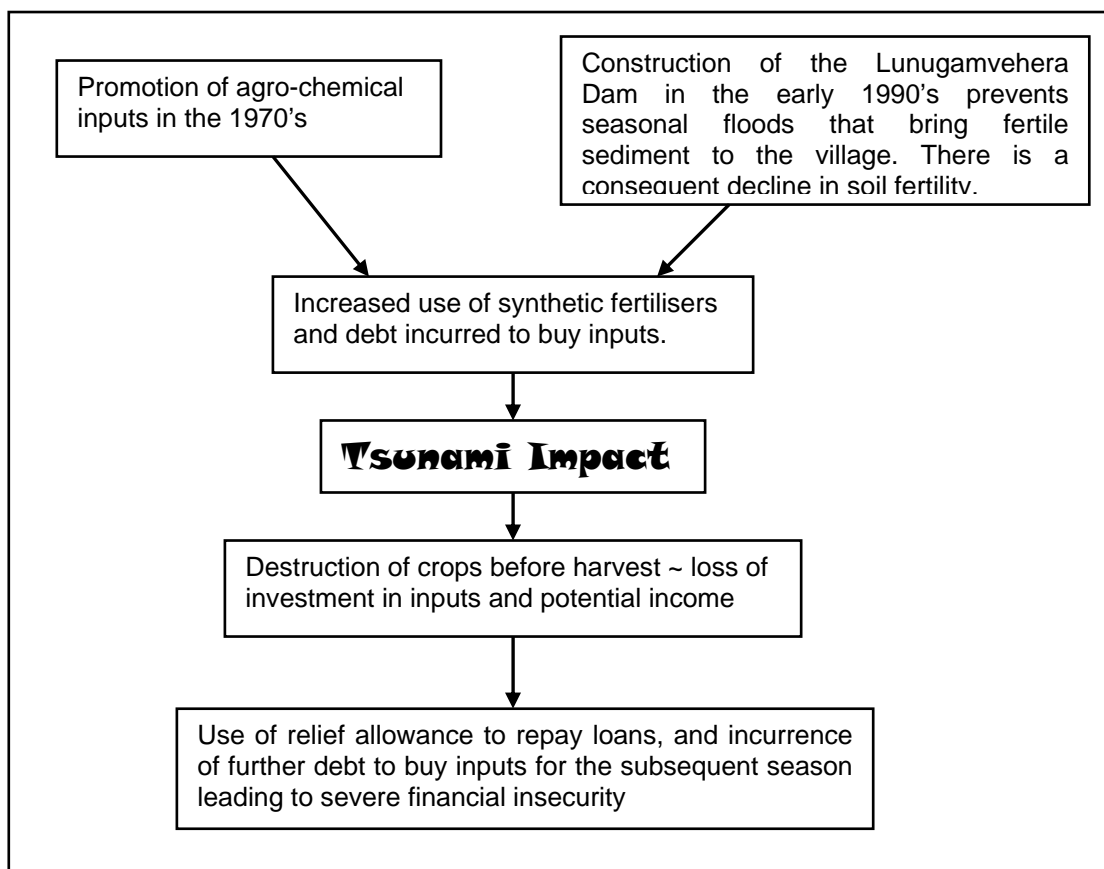 Promotion of agro-chemical
inputs in the 1970's
Construction of the Lunugamvehera
Dam in the early 1990's prevents
seasonal floods that bring fertile
sediment to the village. There is a
consequent decline in soil fertility.
Increased use of synthetic fertilisers
and debt incurred to buy inputs.
Tsunami Impact
Destruction of crops before harvest ~ loss of
investment in inputs and potential income
Use of relief allowance to repay loans, and incurrence
of further debt to buy inputs for the subsequent season
leading to severe financial insecurity